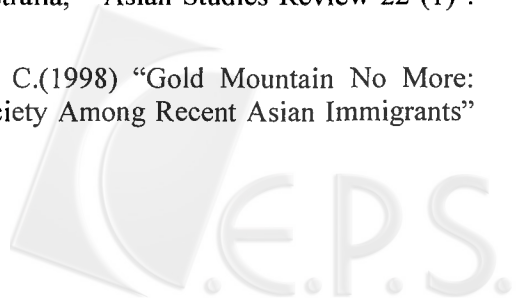 Asian Studies Review 22 (1) :
C.(1998) “Gold Mountain No More:
ciety Among Recent Asian Immigrants”
C.E.P.S.